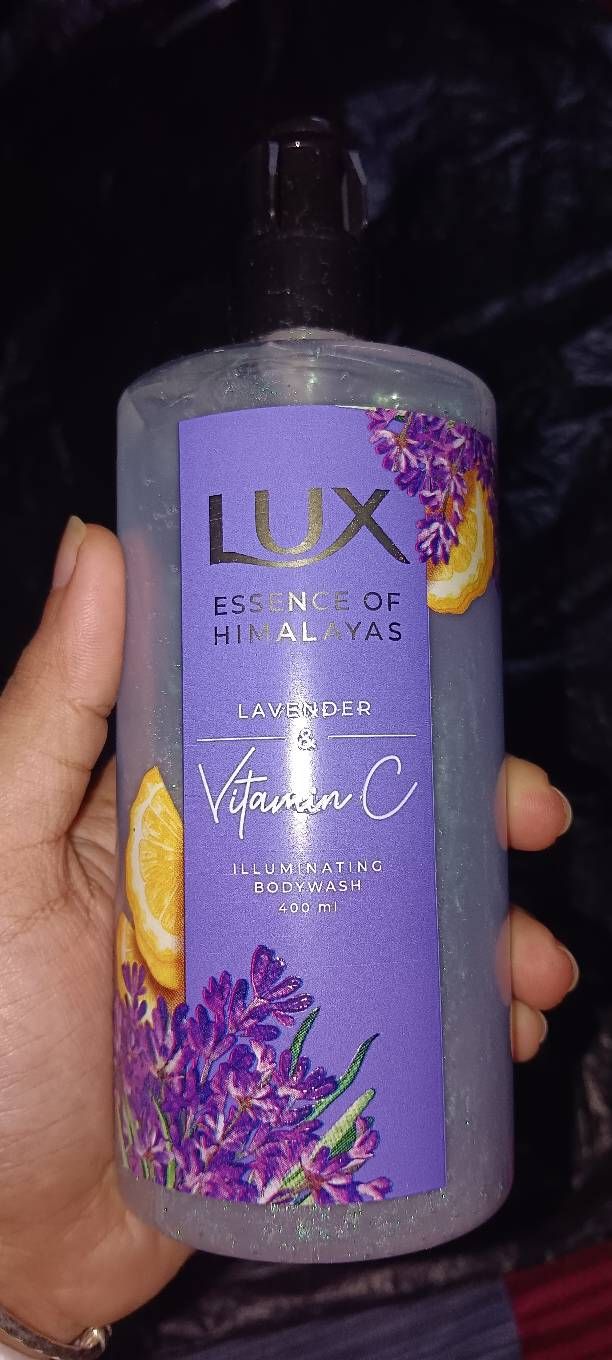 LUX
ESSENCE OF
HIMALAYAS
LAVENDER
&
Vitamin C
ILLUMINATING
BODYWASH
400 ml